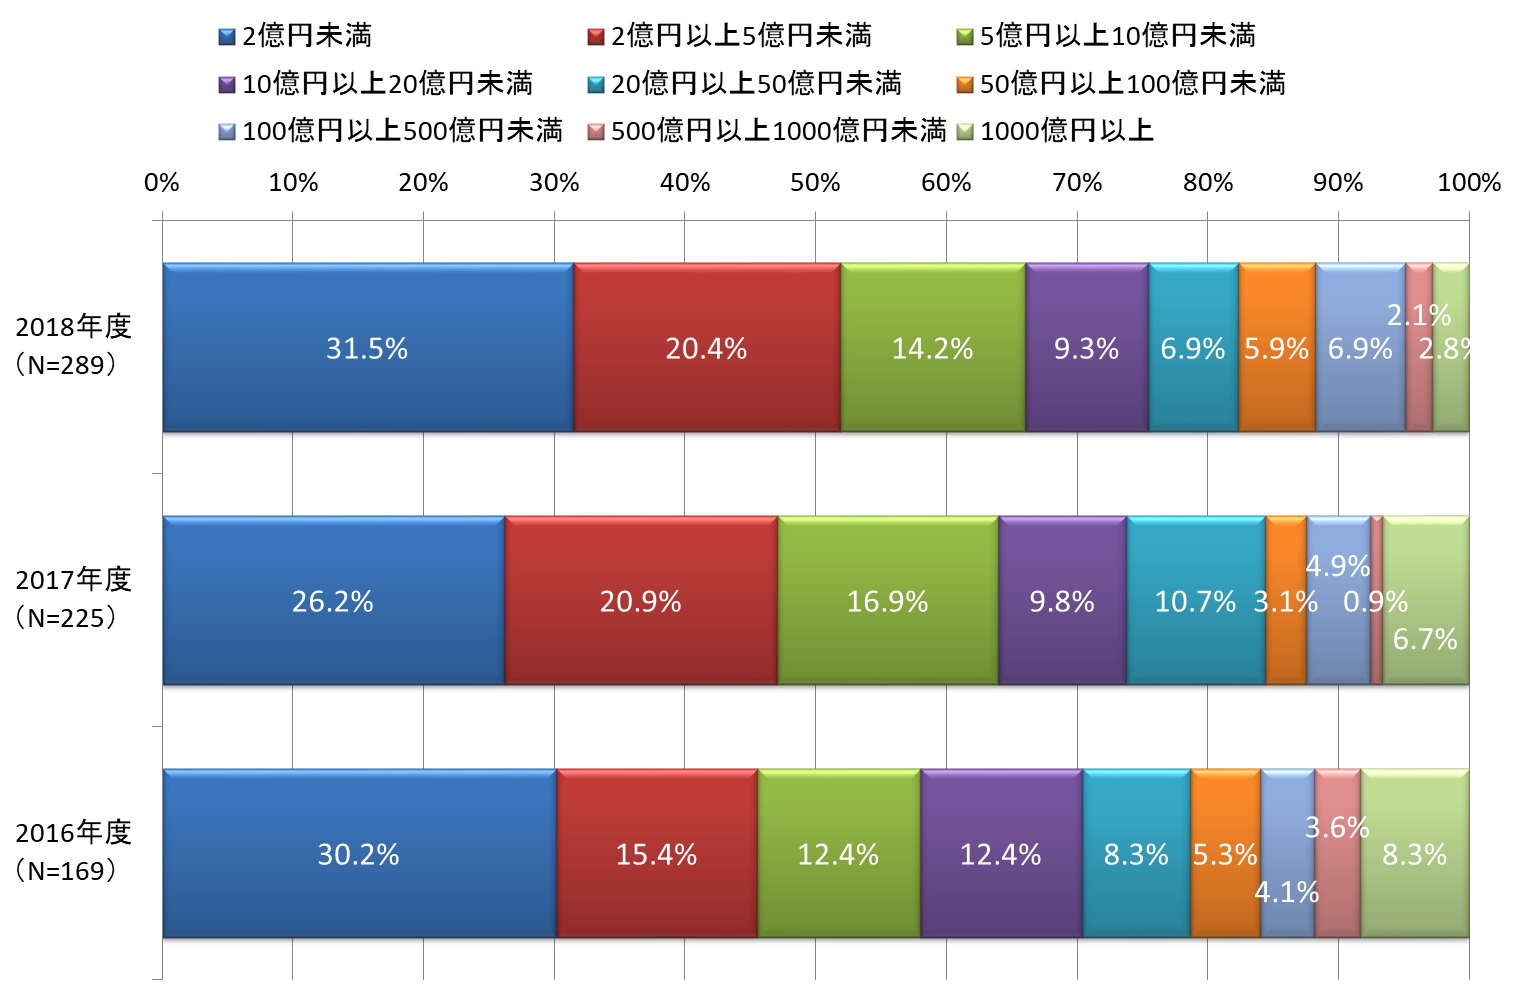 2億円未満 2億円以上5億円未満 5億円以上10億円未満
10億円以上20億円未満 20億円以上50億円未満 50億円以上100億円未満
100億円以上500億円未満 500億円以上1000億円未満 1000億円以上
0% 10% 20% 30% 40% 50% 60% 70% 80% 90% 100%
2018年度
（N=289）
31.5% 20.4% 14.2% 9.3% 6.9% 5.9% 6.9% 2.1% 2.8%
2017年度
（N=225）
26.2% 20.9% 16.9% 9.8% 10.7% 3.1% 4.9% 0.9% 6.7%
2016年度
（N=169）
30.2% 15.4% 12.4% 12.4% 8.3% 5.3% 4.1% 3.6% 8.3%